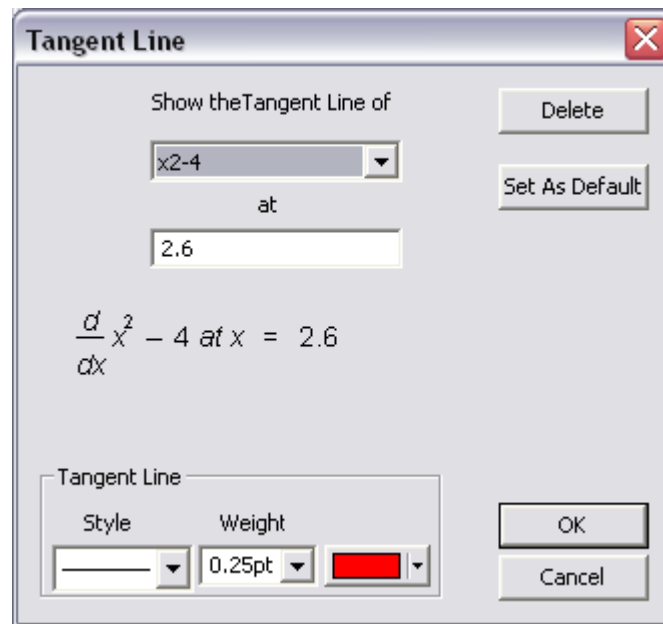 Tangent Line
Show theTangent Line of
Delete
x2-4
Set As Default
at
2.6
d/dx x² – 4 at x = 2.6
Tangent Line
Style Weight
0.25pt
OK
Cancel